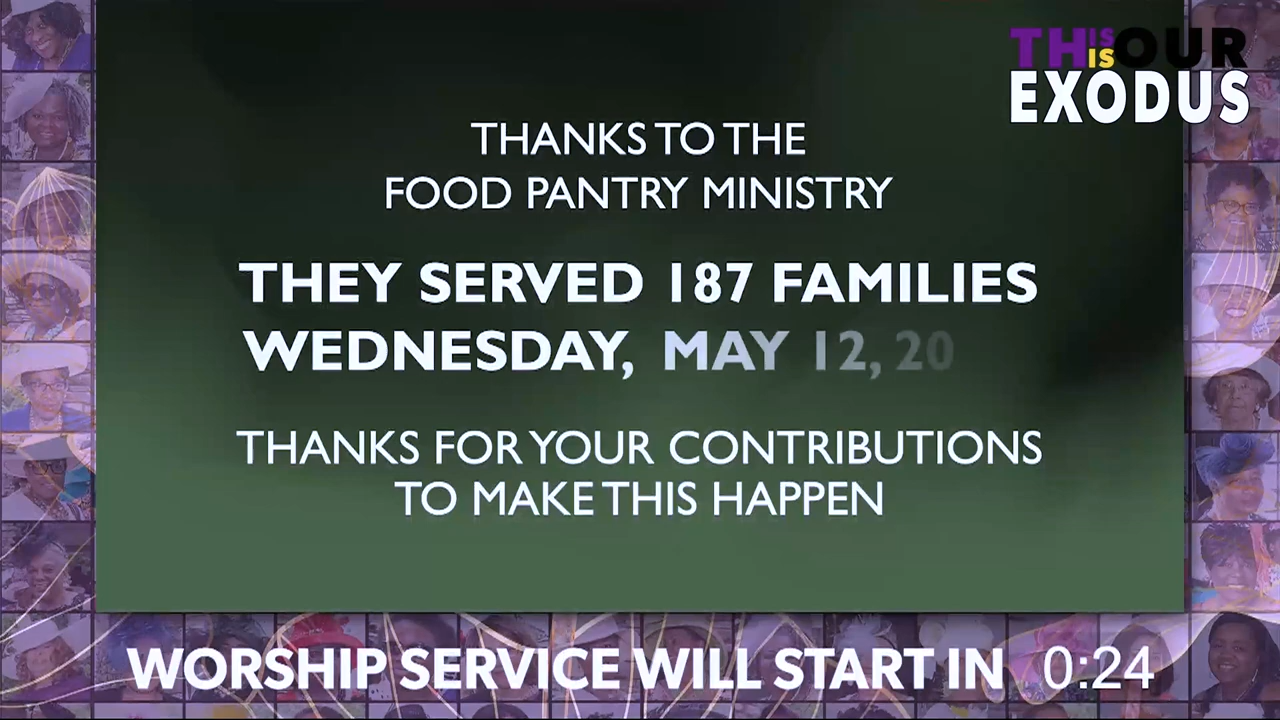 THIS IS OUR
EXODUS
THANKS TO THE
FOOD PANTRY MINISTRY
THEY SERVED 187 FAMILIES
WEDNESDAY, MAY 12, 20
THANKS FOR YOUR CONTRIBUTIONS
TO MAKE THIS HAPPEN
WORSHIP SERVICE WILL START IN 0:24